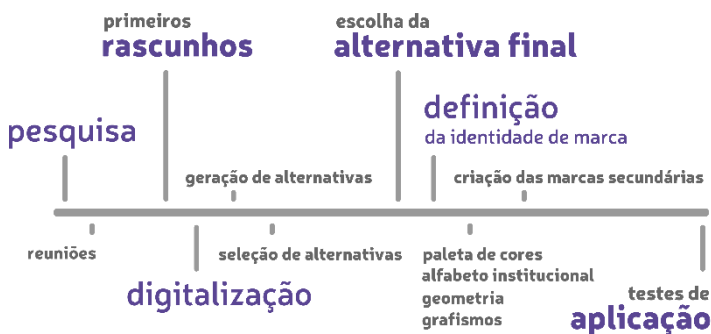 primeiros
rascunhos
escolha da
alternativa final
pesquisa
definição
da identidade de marca
geração de alternativas
criação das marcas secundárias
reuniões
seleção de alternativas
digitalização
paleta de cores
alfabeto institucional
geometria
grafismos
testes de
aplicação